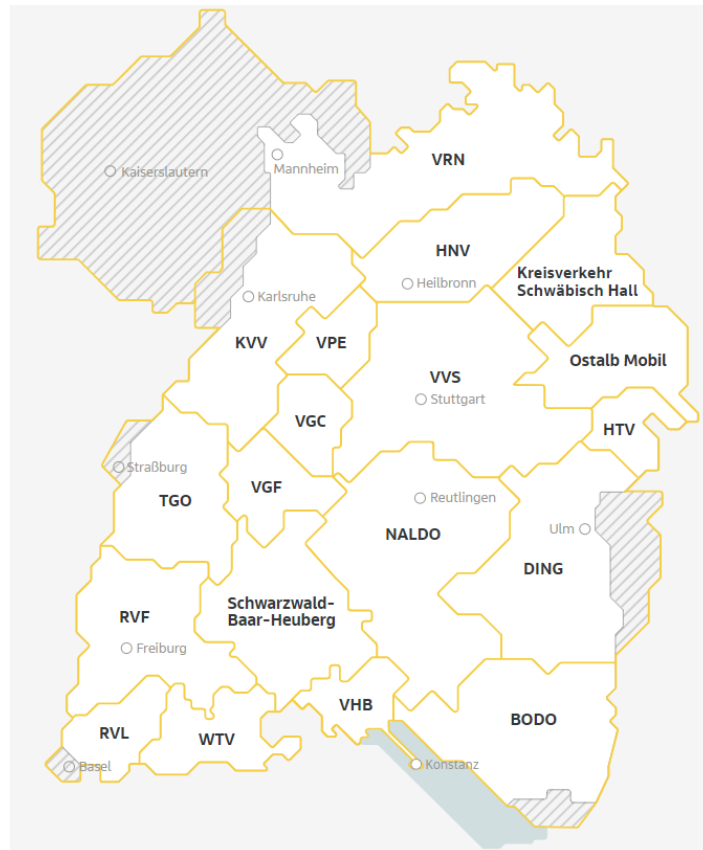 VRN
Kaiserslautern
Mannheim
HNV
Kreisverkehr
Schwäbisch Hall
Heilbronn
Karlsruhe
KVV
VPE
Ostalb Mobil
VVS
Stuttgart
VGC
HTV
Straßburg
VGF
Reutlingen
TGO
NALDO
Ulm
DING
Schwarzwald-
Baar-Heuberg
RVF
Freiburg
VHB
BODO
RVL
WTV
Basel
Konstanz